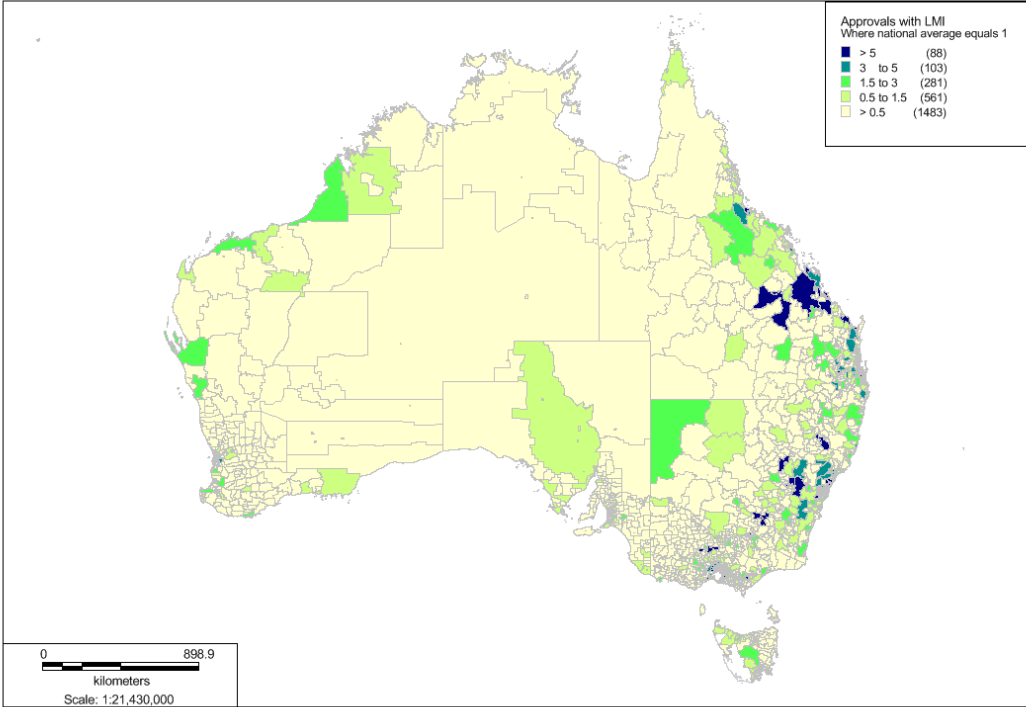 Approvals with LMI
Where national average equals 1
> 5 (88)
3 to 5 (103)
1.5 to 3 (281)
0.5 to 1.5 (561)
> 0.5 (1483)
0 898.9
kilometers
Scale: 1:21,430,000